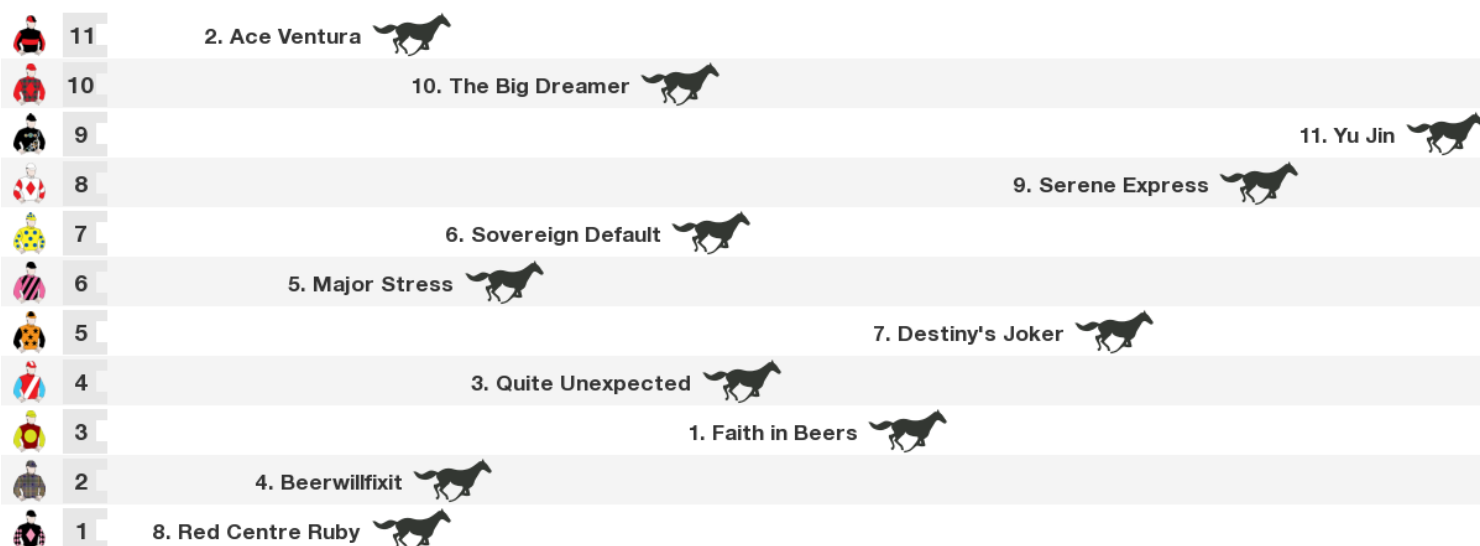 11 2. Ace Ventura
10 10. The Big Dreamer
9 11. Yu Jin
8 9. Serene Express
7 6. Sovereign Default
6 5. Major Stress
5 7. Destiny's Joker
4 3. Quite Unexpected
3 1. Faith in Beers
2 4. Beerwillfixit
1 8. Red Centre Ruby